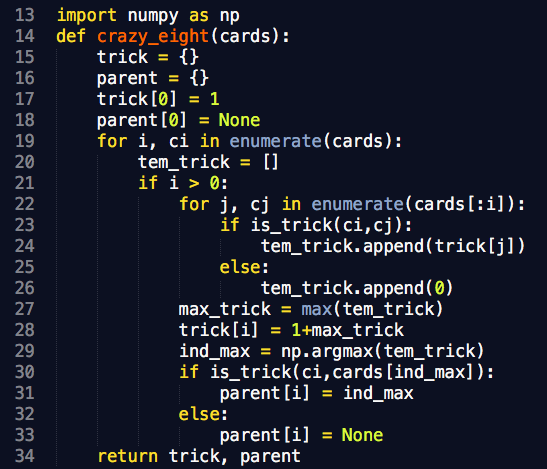 13 import numpy as np
14 def crazy_eight(cards):
15     trick = {}
16     parent = {}
17     trick[0] = 1
18     parent[0] = None
19     for i, ci in enumerate(cards):
20         tem_trick = []
21         if i > 0:
22             for j, cj in enumerate(cards[:i]):
23                 if is_trick(ci,cj):
24                     tem_trick.append(trick[j])
25                 else:
26                     tem_trick.append(0)
27             max_trick = max(tem_trick)
28             trick[i] = 1+max_trick
29             ind_max = np.argmax(tem_trick)
30             if is_trick(ci,cards[ind_max]):
31                 parent[i] = ind_max
32             else:
33                 parent[i] = None
34     return trick, parent